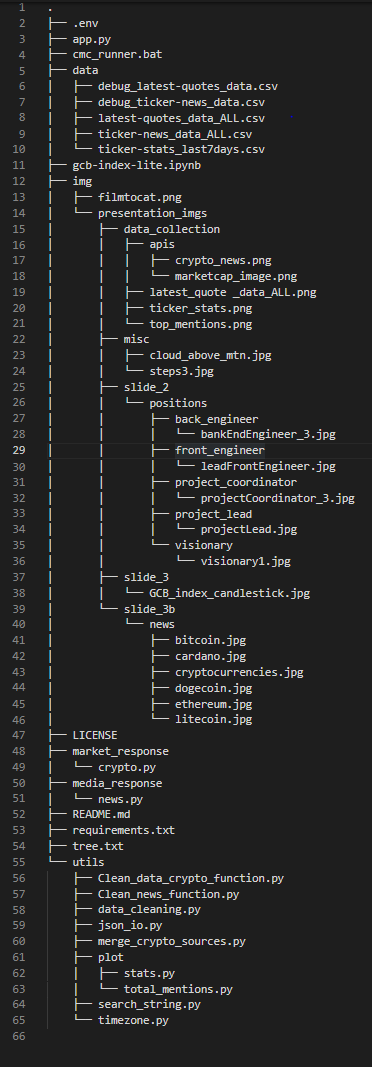 1 .
2 ├── .env
3 ├── app.py
4 ├── cmc_runner.bat
5 ├── data
6 │   ├── debug_latest-quotes_data.csv
7 │   ├── debug_ticker-news_data.csv
8 │   ├── latest-quotes_data_ALL.csv
9 │   ├── ticker-news_data_ALL.csv
10 │   └── ticker-stats_last7days.csv
11 ├── gcb-index-lite.ipynb
12 ├── img
13 │   ├── filmtocat.png
14 │   └── presentation_imgs
15 │       ├── data_collection
16 │       │   ├── apis
17 │       │   │   ├── crypto_news.png
18 │       │   │   └── marketcap_image.png
19 │       │   ├── latest_quote _data_ALL.png
20 │       │   ├── ticker_stats.png
21 │       │   └── top_mentions.png
22 │       ├── misc
23 │       │   ├── cloud_above_mtn.jpg
24 │       │   └── steps3.jpg
25 │       ├── slide_2
26 │       │   └── positions
27 │       │       ├── back_engineer
28 │       │       │   └── bankEndEngineer_3.jpg
29 │       │       ├── front_engineer
30 │       │       │   └── leadFrontEngineer.jpg
31 │       │       ├── project_coordinator
32 │       │       │   └── projectCoordinator_3.jpg
33 │       │       ├── project_lead
34 │       │       │   └── projectLead.jpg
35 │       │       └── visionary
36 │       │           └── visionary1.jpg
37 │       ├── slide_3
38 │       │   └── GCB_index_candlestick.jpg
39 │       └── slide_3b
40 │           └── news
41 │               ├── bitcoin.jpg
42 │               ├── cardano.jpg
43 │               ├── cryptocurrencies.jpg
44 │               ├── dogecoin.jpg
45 │               ├── ethereum.jpg
46 │               └── litecoin.jpg
47 ├── LICENSE
48 ├── market_response
49 │   └── crypto.py
50 ├── media_response
51 │   └── news.py
52 ├── README.md
53 ├── requirements.txt
54 ├── tree.txt
55 └── utils
56     ├── Clean_data_crypto_function.py
57     ├── Clean_news_function.py
58     ├── data_cleaning.py
59     ├── json_io.py
60     ├── merge_crypto_sources.py
61     ├── plot
62     │   ├── stats.py
63     │   └── total_mentions.py
64     ├── search_string.py
65     └── timezone.py
66